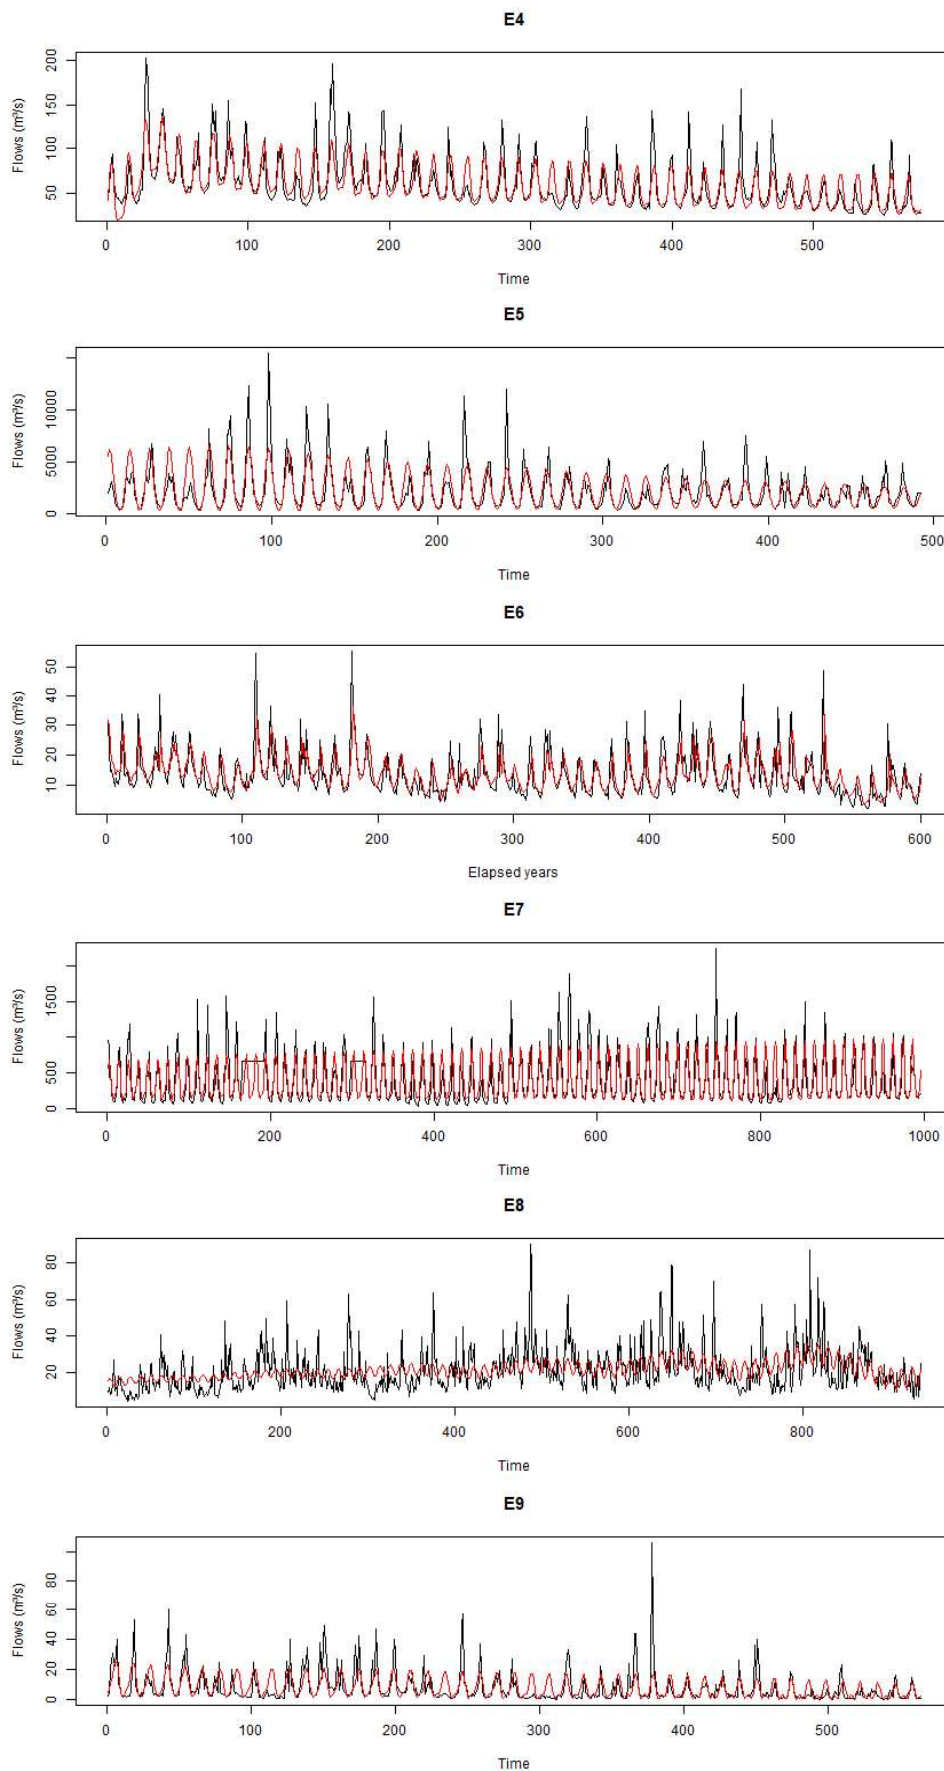 E4
Flows (m³/s)
50 100 150 200
0 100 200 300 400 500
Time
E5
Flows (m³/s)
0 5000 10000
0 100 200 300 400 500
Time
E6
Flows (m³/s)
10 20 30 40 50
0 100 200 300 400 500 600
Elapsed years
E7
Flows (m³/s)
0 500 1500
0 200 400 600 800 1000
Time
E8
Flows (m³/s)
20 40 60 80
0 200 400 600 800
Time
E9
Flows (m³/s)
0 20 40 60 80
0 100 200 300 400 500
Time